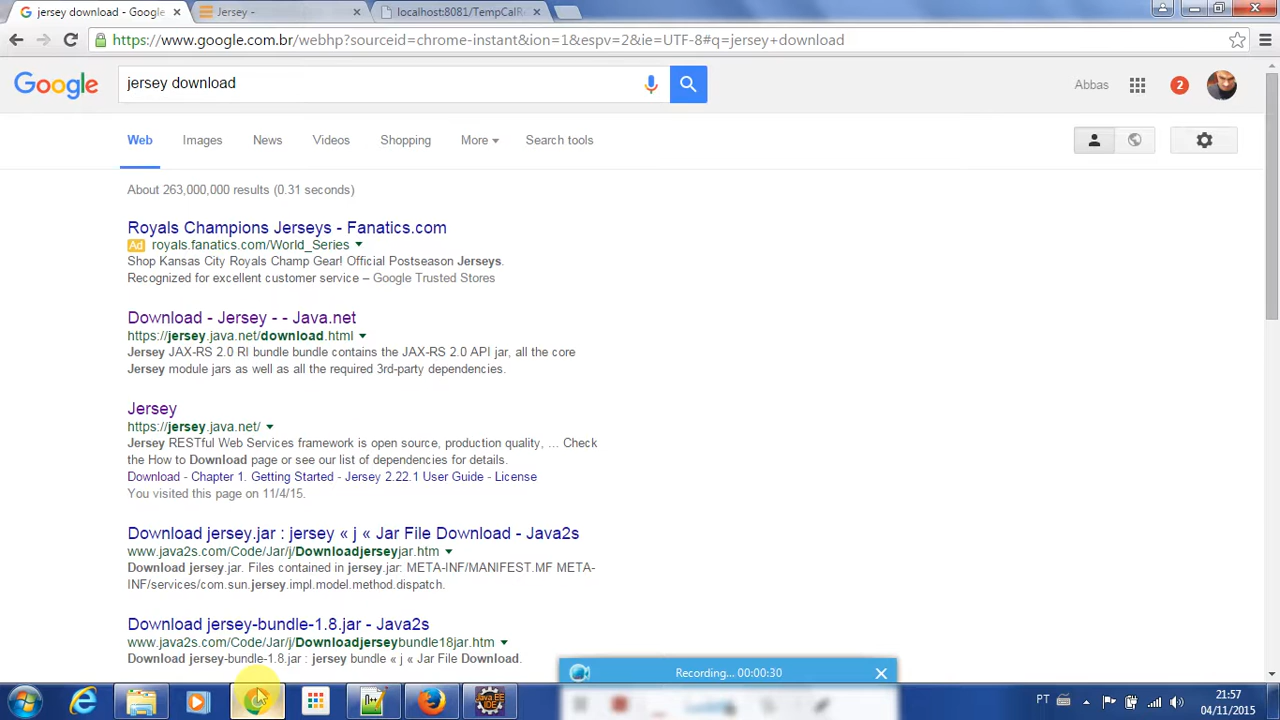 jersey download - Google
Jersey -
localhost:8081/TempCalR
https://www.google.com.br/webhp?sourceid=chrome-instant&ion=1&espv=2&ie=UTF-8#q=jersey+download
Google
jersey download
Abbas
2
Web Images News Videos Shopping More Search tools
About 263,000,000 results (0.31 seconds)
Royals Champions Jerseys - Fanatics.com
Ad royals.fanatics.com/World_Series
Shop Kansas City Royals Champ Gear! Official Postseason Jerseys.
Recognized for excellent customer service – Google Trusted Stores
Download - Jersey - - Java.net
https://jersey.java.net/download.html
Jersey JAX-RS 2.0 RI bundle bundle contains the JAX-RS 2.0 API jar, all the core
Jersey module jars as well as all the required 3rd-party dependencies.
Jersey
https://jersey.java.net/
Jersey RESTful Web Services framework is open source, production quality, ... Check
the How to Download page or see our list of dependencies for details.
Download - Chapter 1. Getting Started - Jersey 2.22.1 User Guide - License
You visited this page on 11/4/15.
Download jersey.jar : jersey « j « Jar File Download - Java2s
www.java2s.com/Code/Jar/j/Downloadjerseyjar.htm
Download jersey.jar. Files contained in jersey.jar: META-INF/MANIFEST.MF META-
INF/services/com.sun.jersey.impl.model.method.dispatch.
Download jersey-bundle-1.8.jar - Java2s
www.java2s.com/Code/Jar/j/Downloadjerseybundle18jar.htm
Download jersey-bundle-1.8.jar : jersey bundle « j « Jar File Download.
Recording... 00:00:30
IDE
PT
21:57
04/11/2015